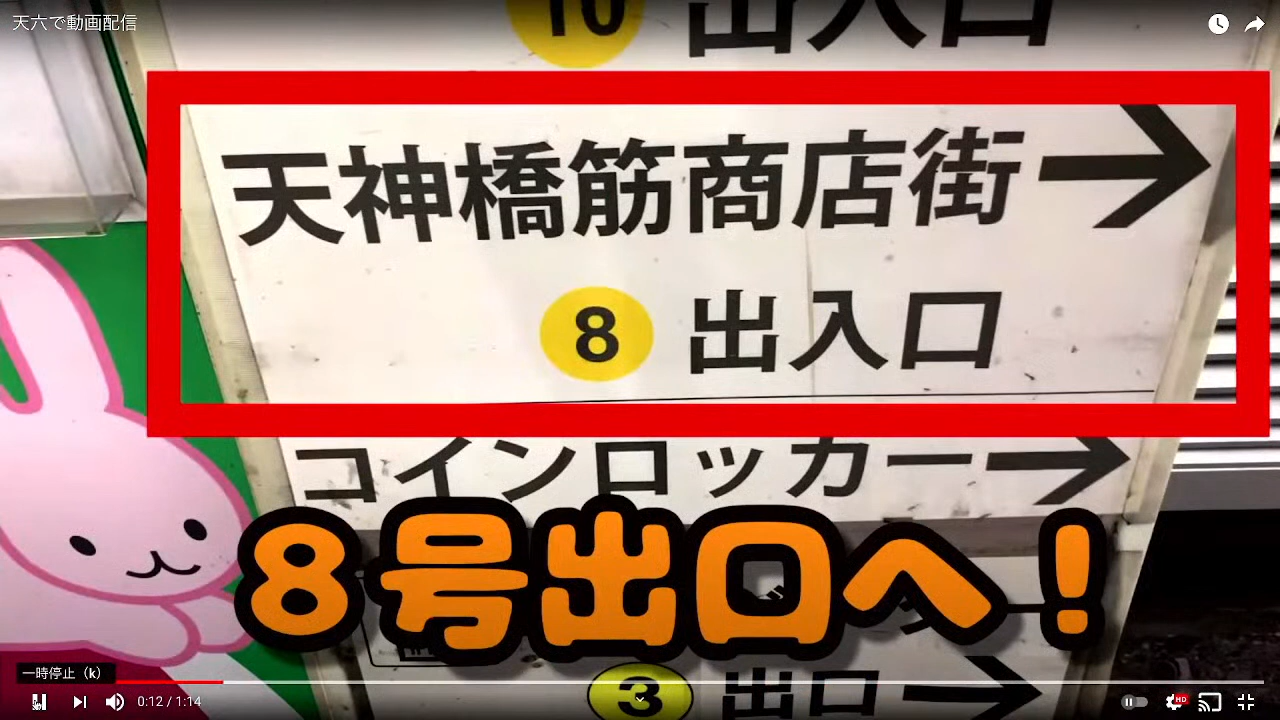 天六で動画配信
10 出入口
天神橋筋商店街 →
8 出入口
コインロッカー →
8号出口へ！
3 出口 →
一時停止（k）
0:12 / 1:14
HD